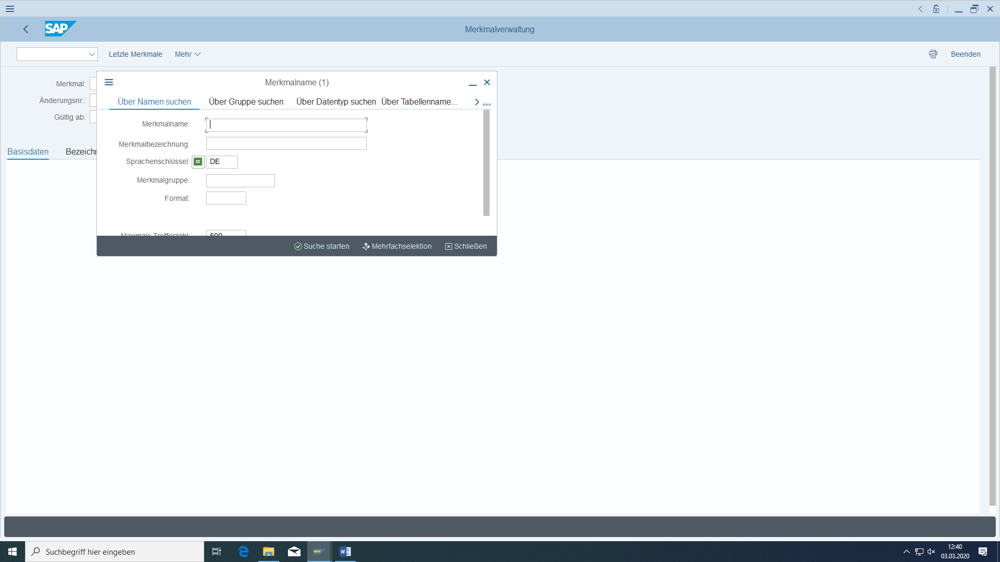 SAP
Merkmalverwaltung
Letzte Merkmale
Mehr
Beenden
Merkmal:
Änderungsnr.:
Gültig ab:
Basisdaten
Merkmalname (1)
Über Namen suchen
Über Gruppe suchen
Über Datentyp suchen
Über Tabellenname...
Merkmalname:
Merkmalbezeichnung:
Sprachenschlüssel:
DE
Merkmalgruppe:
Format:
Maximale Trefferzahl:
500
Suche starten
Mehrfachselektion
Schließen
Suchbegriff hier eingeben
12:40
03.03.2020